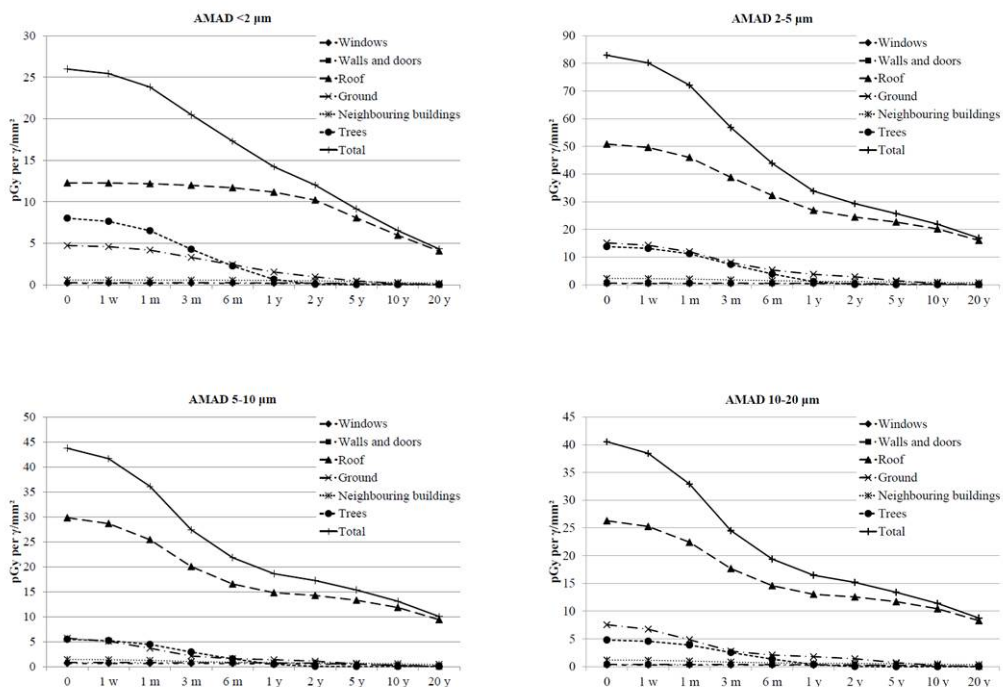 AMAD <2 µm
pGy per γ/mm²
30
25
20
15
10
5
0
Windows
Walls and doors
Roof
Ground
Neighbouring buildings
Trees
Total
0 1 w 1 m 3 m 6 m 1 y 2 y 5 y 10 y 20 y
AMAD 2-5 µm
pGy per γ/mm²
90
80
70
60
50
40
30
20
10
0
Windows
Walls and doors
Roof
Ground
Neighbouring buildings
Trees
Total
0 1 w 1 m 3 m 6 m 1 y 2 y 5 y 10 y 20 y
AMAD 5-10 µm
pGy per γ/mm²
50
45
40
35
30
25
20
15
10
5
0
Windows
Walls and doors
Roof
Ground
Neighbouring buildings
Trees
Total
0 1 w 1 m 3 m 6 m 1 y 2 y 5 y 10 y 20 y
AMAD 10-20 µm
pGy per γ/mm²
45
40
35
30
25
20
15
10
5
0
Windows
Walls and doors
Roof
Ground
Neighbouring buildings
Trees
Total
0 1 w 1 m 3 m 6 m 1 y 2 y 5 y 10 y 20 y